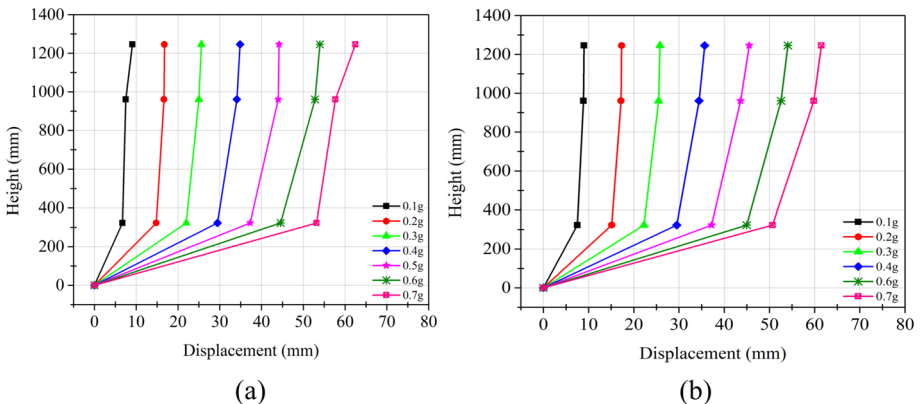 1400
1200
1000
800
600
400
200
0
Height (mm)
0.1g
0.2g
0.3g
0.4g
0.5g
0.6g
0.7g
0 10 20 30 40 50 60 70 80
Displacement (mm)
(a)
1400
1200
1000
800
600
400
200
0
Height (mm)
0.1g
0.2g
0.3g
0.4g
0.5g
0.6g
0.7g
0 10 20 30 40 50 60 70 80
Displacement (mm)
(b)